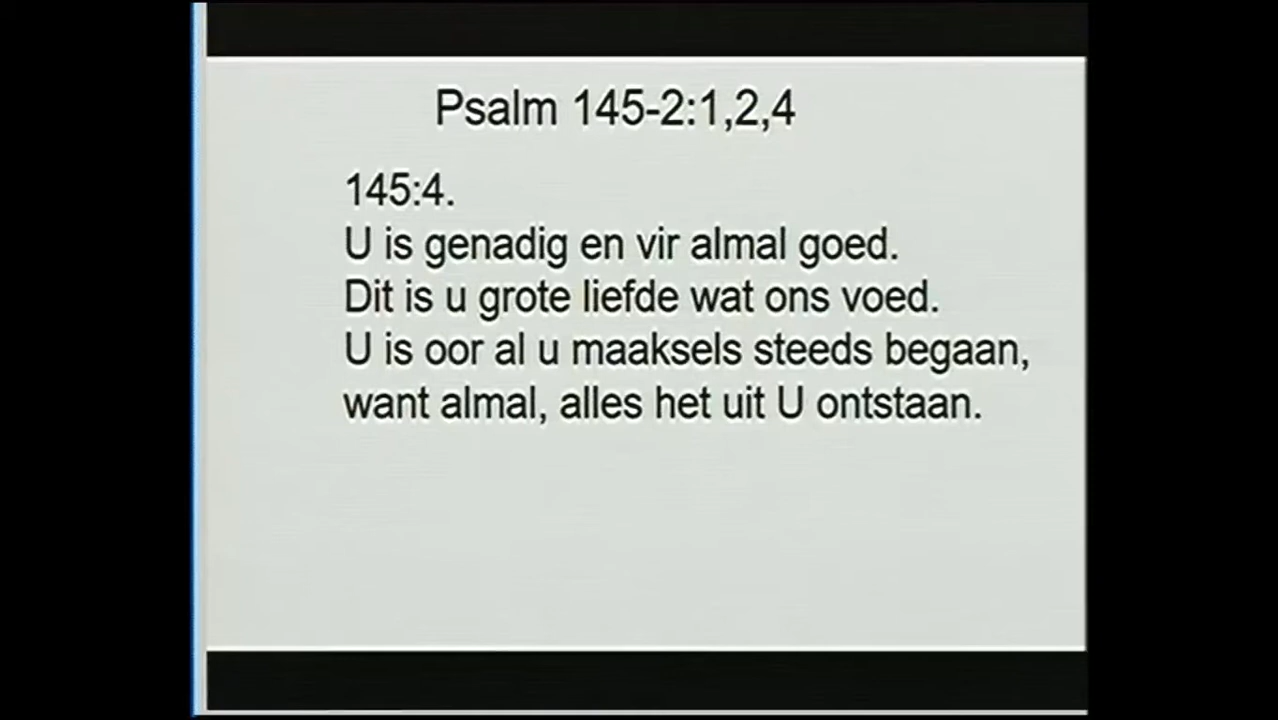 Psalm 145-2:1,2,4
145:4.
U is genadig en vir almal goed.
Dit is u grote liefde wat ons voed.
U is oor al u maaksels steeds begaan,
want almal, alles het uit U ontstaan.